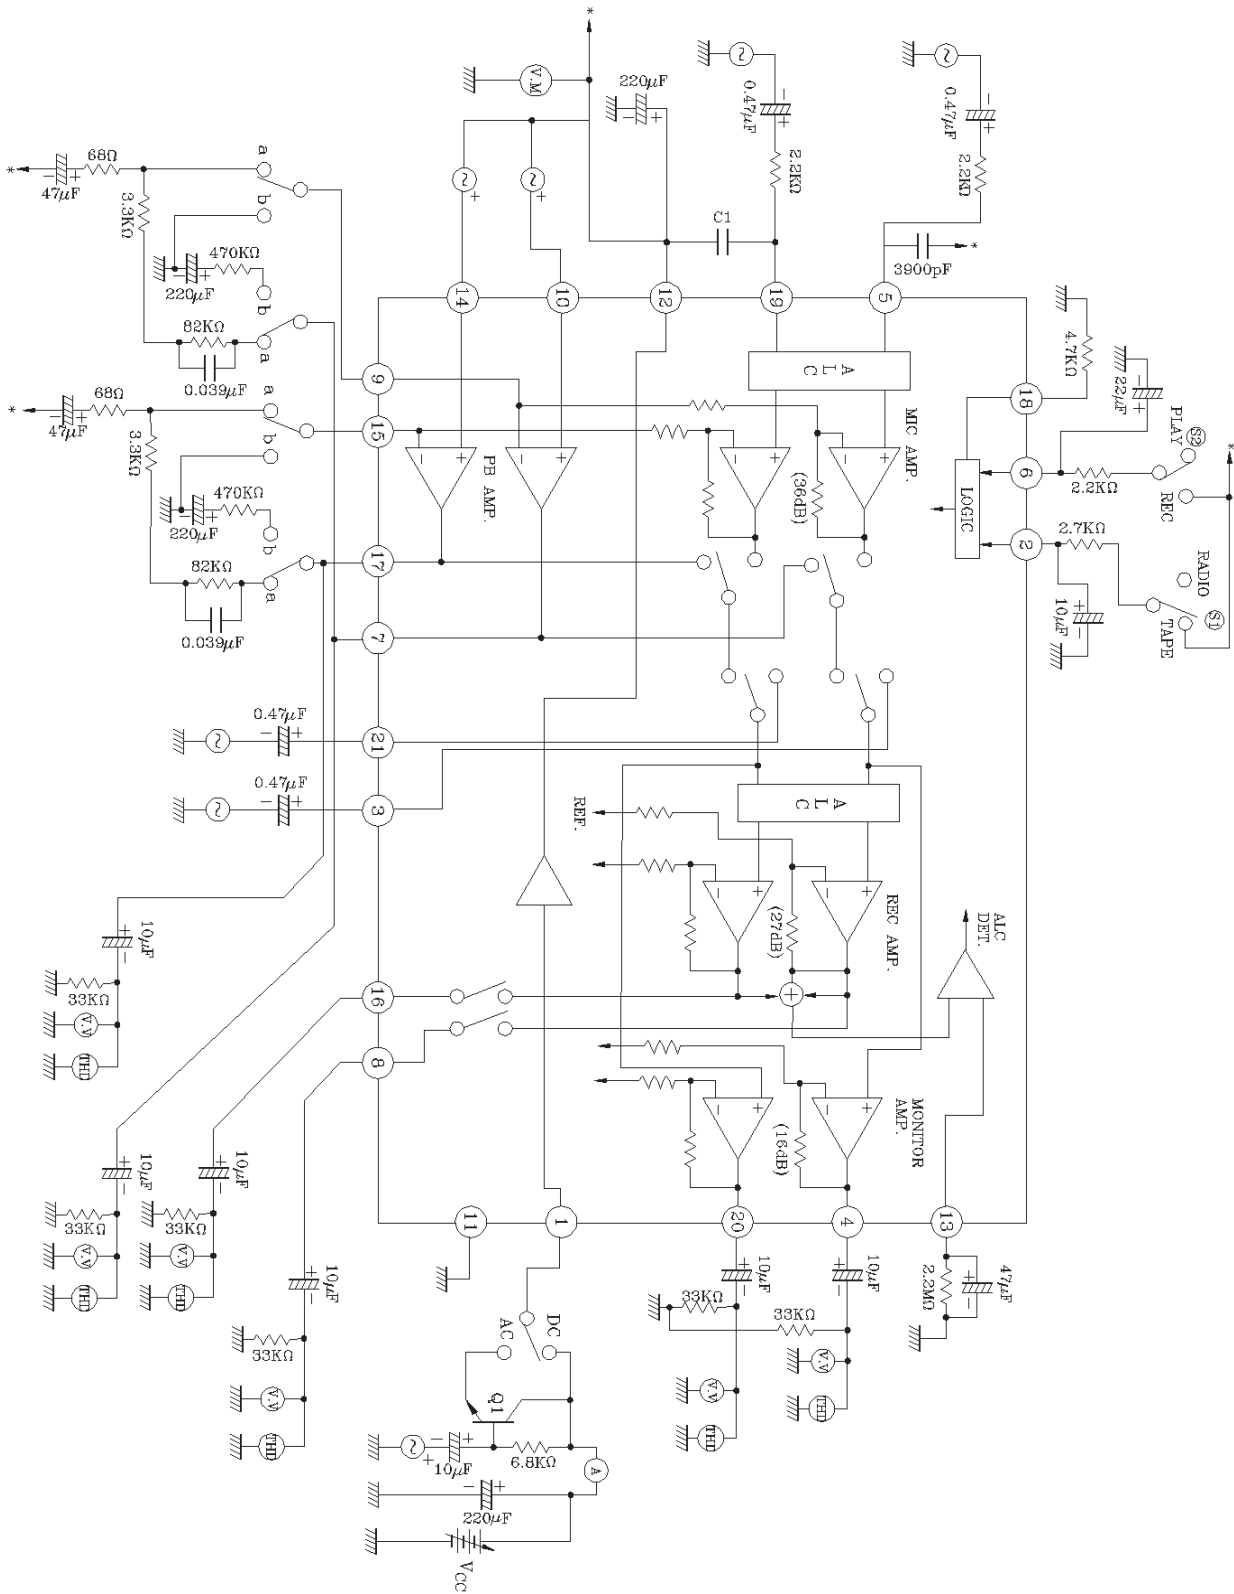 *
V.M
220µF
− +
0.47µF
− +
2.2KΩ
0.47µF
− +
2.2KΩ
C1
3900pF
*
*
47µF
− +
68Ω
3.3KΩ
a
b
470KΩ
220µF
− +
b
82KΩ
a
0.039µF
*
47µF
− +
68Ω
3.3KΩ
a
b
470KΩ
220µF
− +
b
82KΩ
a
0.039µF
+
+
14
10
12
19
5
9
15
17
7
21
3
16
8
18
6
2
ALC
MIC AMP.
(36dB)
PB AMP.
− +
− +
− +
− +
LOGIC
4.7KΩ
22µF
− +
PLAY
S2
REC
2.2KΩ
*
2.7KΩ
RADIO
S1
TAPE
10µF
+
0.47µF
− +
0.47µF
− +
ALC
REF.
REC AMP.
(27dB)
− +
− +
+
ALC
DET.
MONITOR
AMP.
(16dB)
− +
− +
11
1
20
4
13
10µF
+
33KΩ
V.V
THD
10µF
+ −
33KΩ
V.V
THD
10µF
+ −
33KΩ
V.V
THD
10µF
+ −
33KΩ
V.V
THD
10µF
+ −
33KΩ
V.V
THD
10µF
+ −
33KΩ
V.V
THD
2.2MΩ
47µF
+
DC
AC
Q1
10µF
− +
+
6.8KΩ
A
220µF
− +
VCC